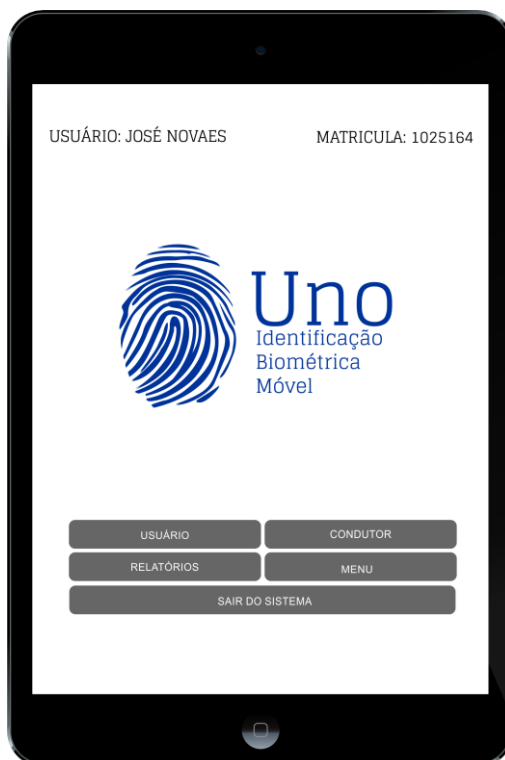 USUÁRIO: JOSÉ NOVAES MATRICULA: 1025164
Uno
Identificação
Biométrica
Móvel
USUÁRIO CONDUTOR
RELATÓRIOS MENU
SAIR DO SISTEMA